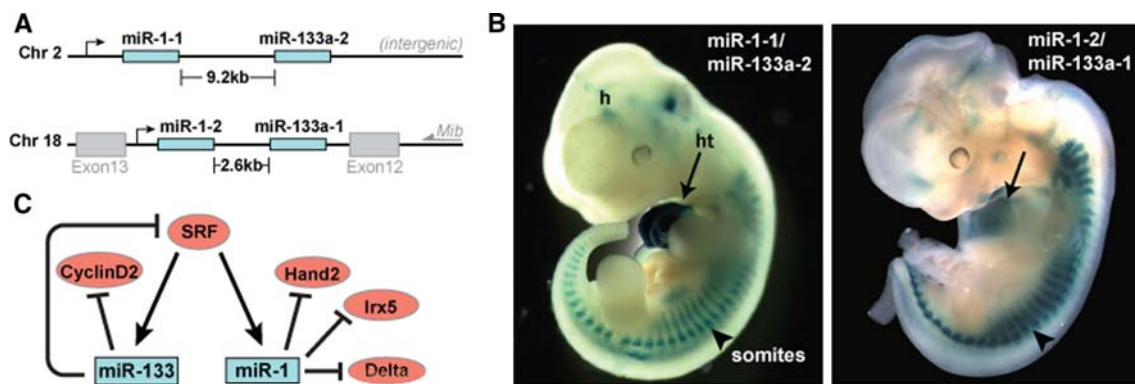 A
miR-1-1
miR-133a-2
Chr 2
(intergenic)
9.2kb
miR-1-2
miR-133a-1
Mib
Chr 18
Exon13
2.6kb
Exon12
C
SRF
CyclinD2
Hand2
Irx5
miR-133
miR-1
Delta
B
miR-1-1/
miR-133a-2
h
ht
somites
miR-1-2/
miR-133a-1